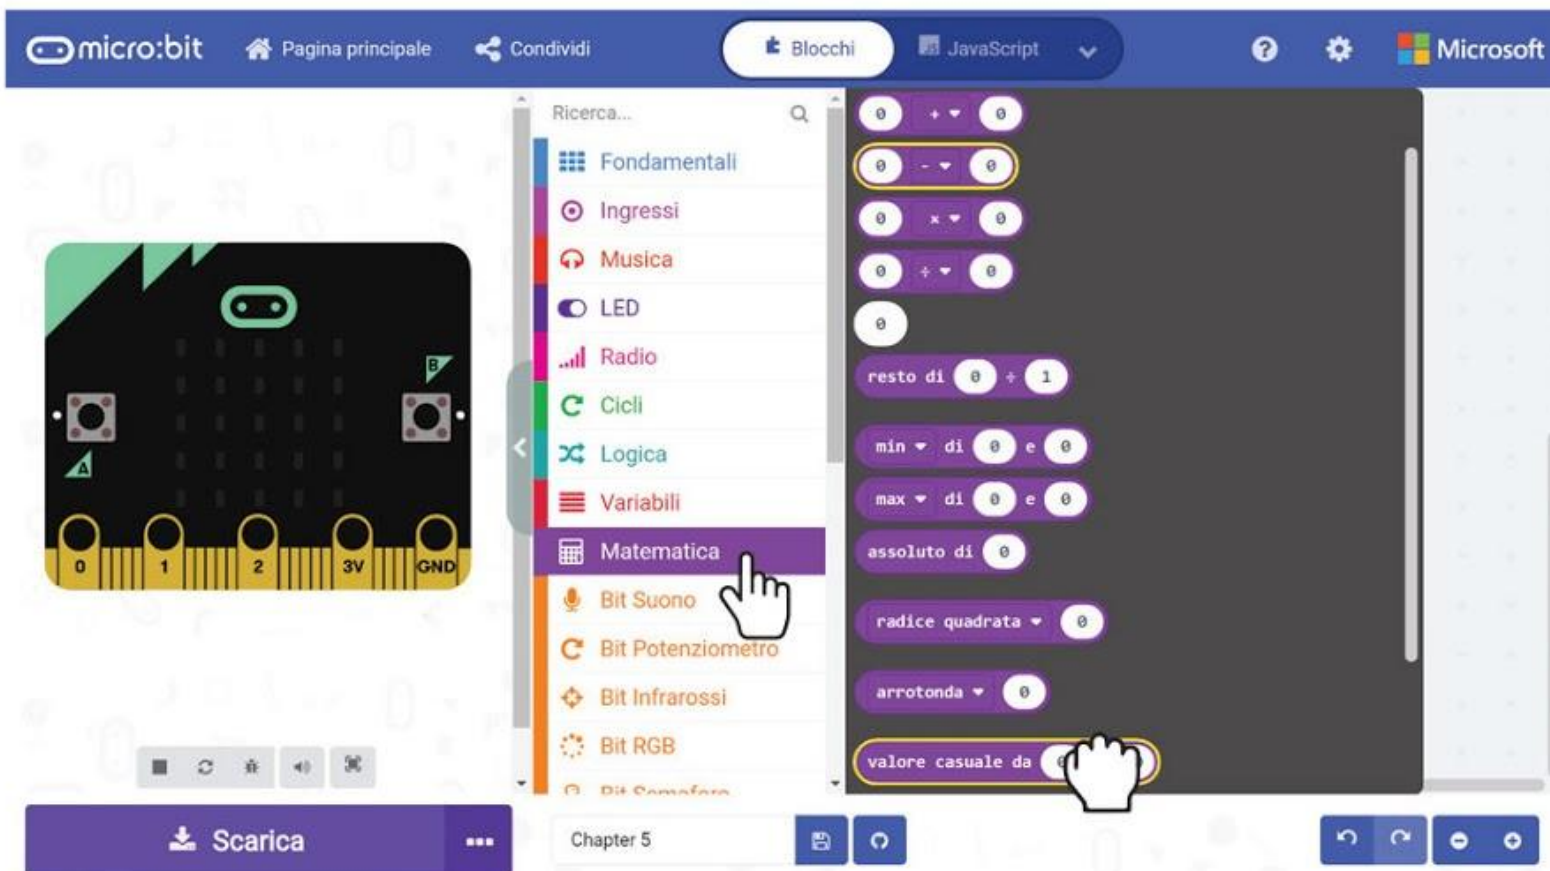 micro:bit Pagina principale Condividi Blocchi JavaScript Microsoft
Ricerca...
Fondamentali
Ingressi
Musica
LED
Radio
Cicli
Logica
Variabili
Matematica
Bit Suono
Bit Potenziometro
Bit Infrarossi
Bit RGB
Bit Semaforo
0 + 0
0 - 0
0 x 0
0 ÷ 0
0
resto di 0 ÷ 1
min di 0 e 0
max di 0 e 0
assoluto di 0
radice quadrata 0
arrotonda 0
valore casuale da
B
A
0 1 2 3V GND
Scarica ...
Chapter 5